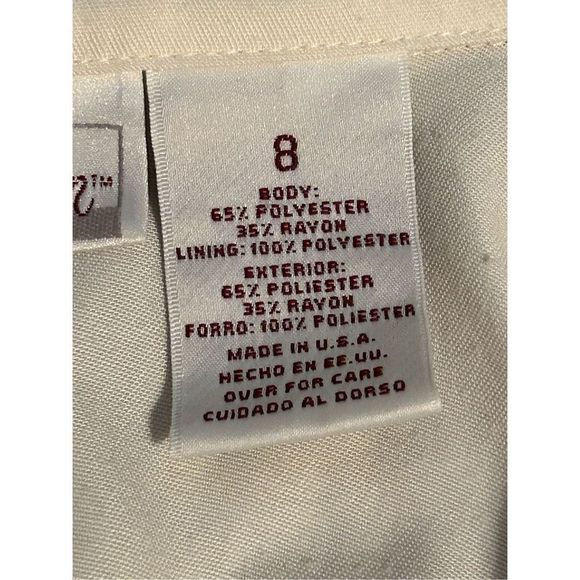 8
BODY:
65% POLYESTER
35% RAYON
LINING: 100% POLYESTER
EXTERIOR:
65% POLIESTER
35% RAYON
FORRO: 100% POLIESTER
MADE IN U.S.A.
HECHO EN EE.UU.
OVER FOR CARE
CUIDADO AL DORSO